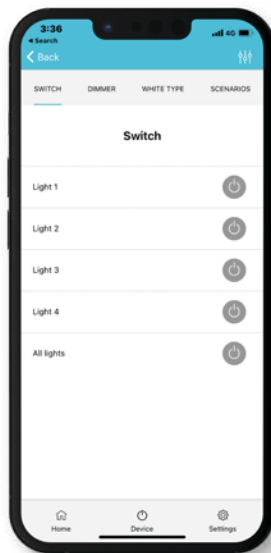 3:36
4G
◀ Search
Back
SWITCH DIMMER WHITE TYPE SCENARIOS
Switch
Light 1
Light 2
Light 3
Light 4
All lights
Home Device Settings